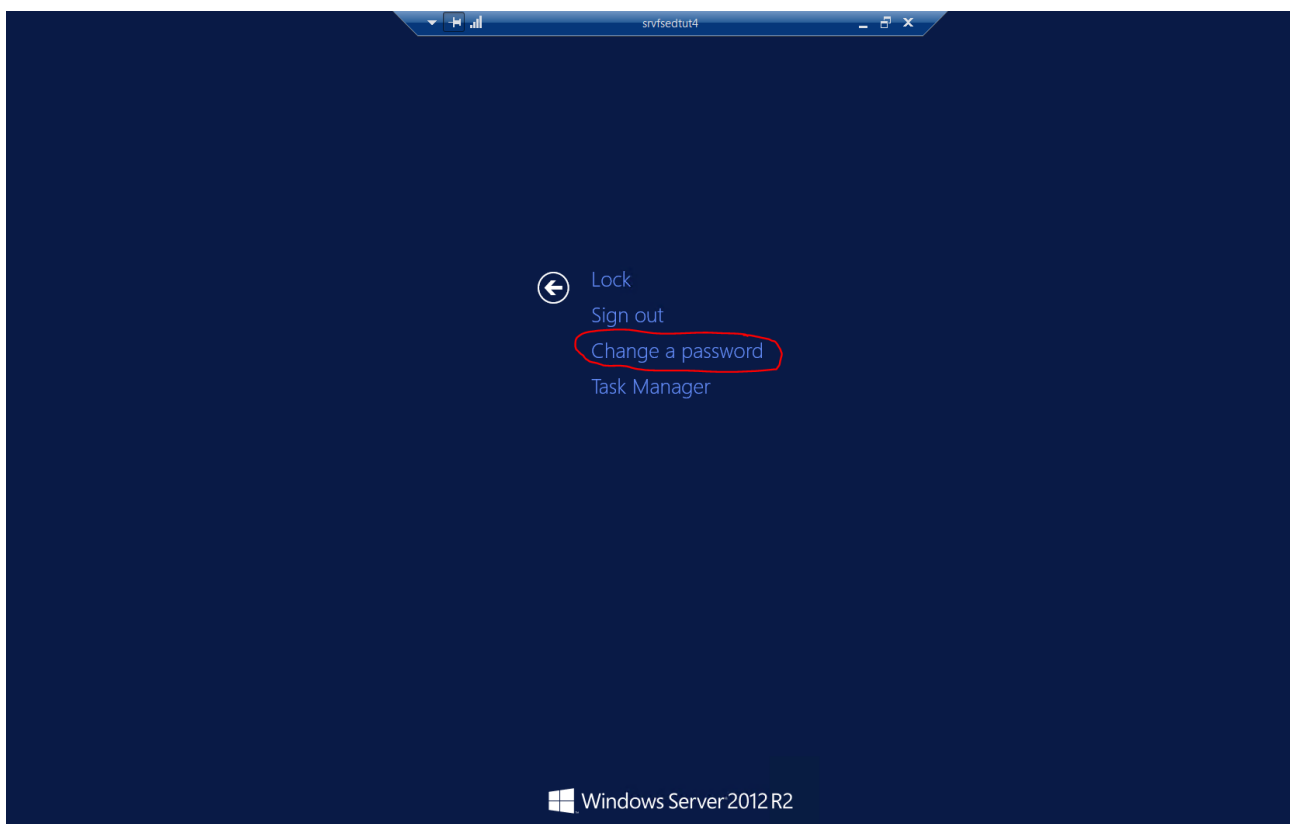 srvfsedtut4
Lock
Sign out
Change a password
Task Manager
Windows Server 2012 R2